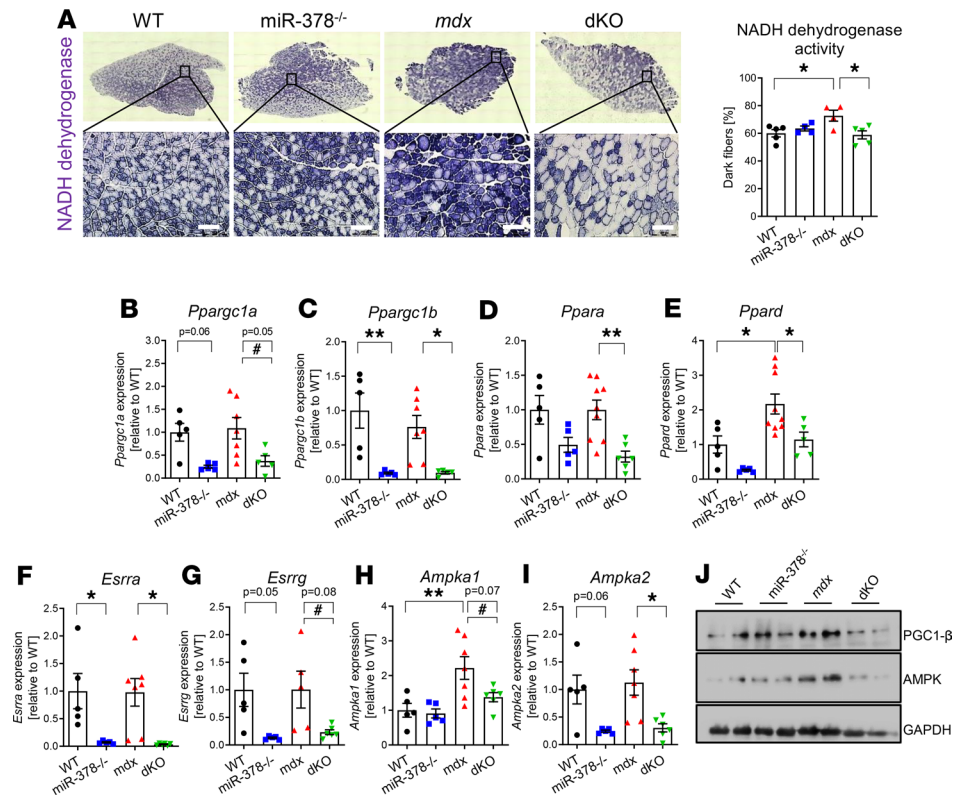 A
WT
miR-378-/-
mdx
dKO
NADH dehydrogenase
NADH dehydrogenase
activity
*
*
Dark fibers [%]
100
80
60
40
20
0
WT
miR-378-/-
mdx
dKO
B
Ppargc1a
p=0.06
p=0.05
#
Ppargc1a expression
[relative to WT]
3.0
2.5
2.0
1.5
1.0
0.5
0.0
WT
miR-378-/-
mdx
dKO
C
Ppargc1b
**
*
Ppargc1b expression
[relative to WT]
2.0
1.5
1.0
0.5
0.0
WT
miR-378-/-
mdx
dKO
D
Ppara
**
Ppara expression
[relative to WT]
2.0
1.5
1.0
0.5
0.0
WT
miR-378-/-
mdx
dKO
E
Ppard
*
*
Ppard expression
[relative to WT]
4
3
2
1
0
WT
miR-378-/-
mdx
dKO
F
Esrra
*
*
Esrra expression
[relative to WT]
2.5
2.0
1.5
1.0
0.5
0.0
WT
miR-378-/-
mdx
dKO
G
Esrrg
p=0.05
p=0.08
#
Esrrg expression
[relative to WT]
2.5
2.0
1.5
1.0
0.5
0.0
WT
miR-378-/-
mdx
dKO
H
Ampka1
**
p=0.07
#
Ampka1 expression
[relative to WT]
4
3
2
1
0
WT
miR-378-/-
mdx
dKO
I
Ampka2
p=0.06
*
Ampka2 expression
[relative to WT]
2.5
2.0
1.5
1.0
0.5
0.0
WT
miR-378-/-
mdx
dKO
J
WT
miR-378-/-
mdx
dKO
PGC1-β
AMPK
GAPDH